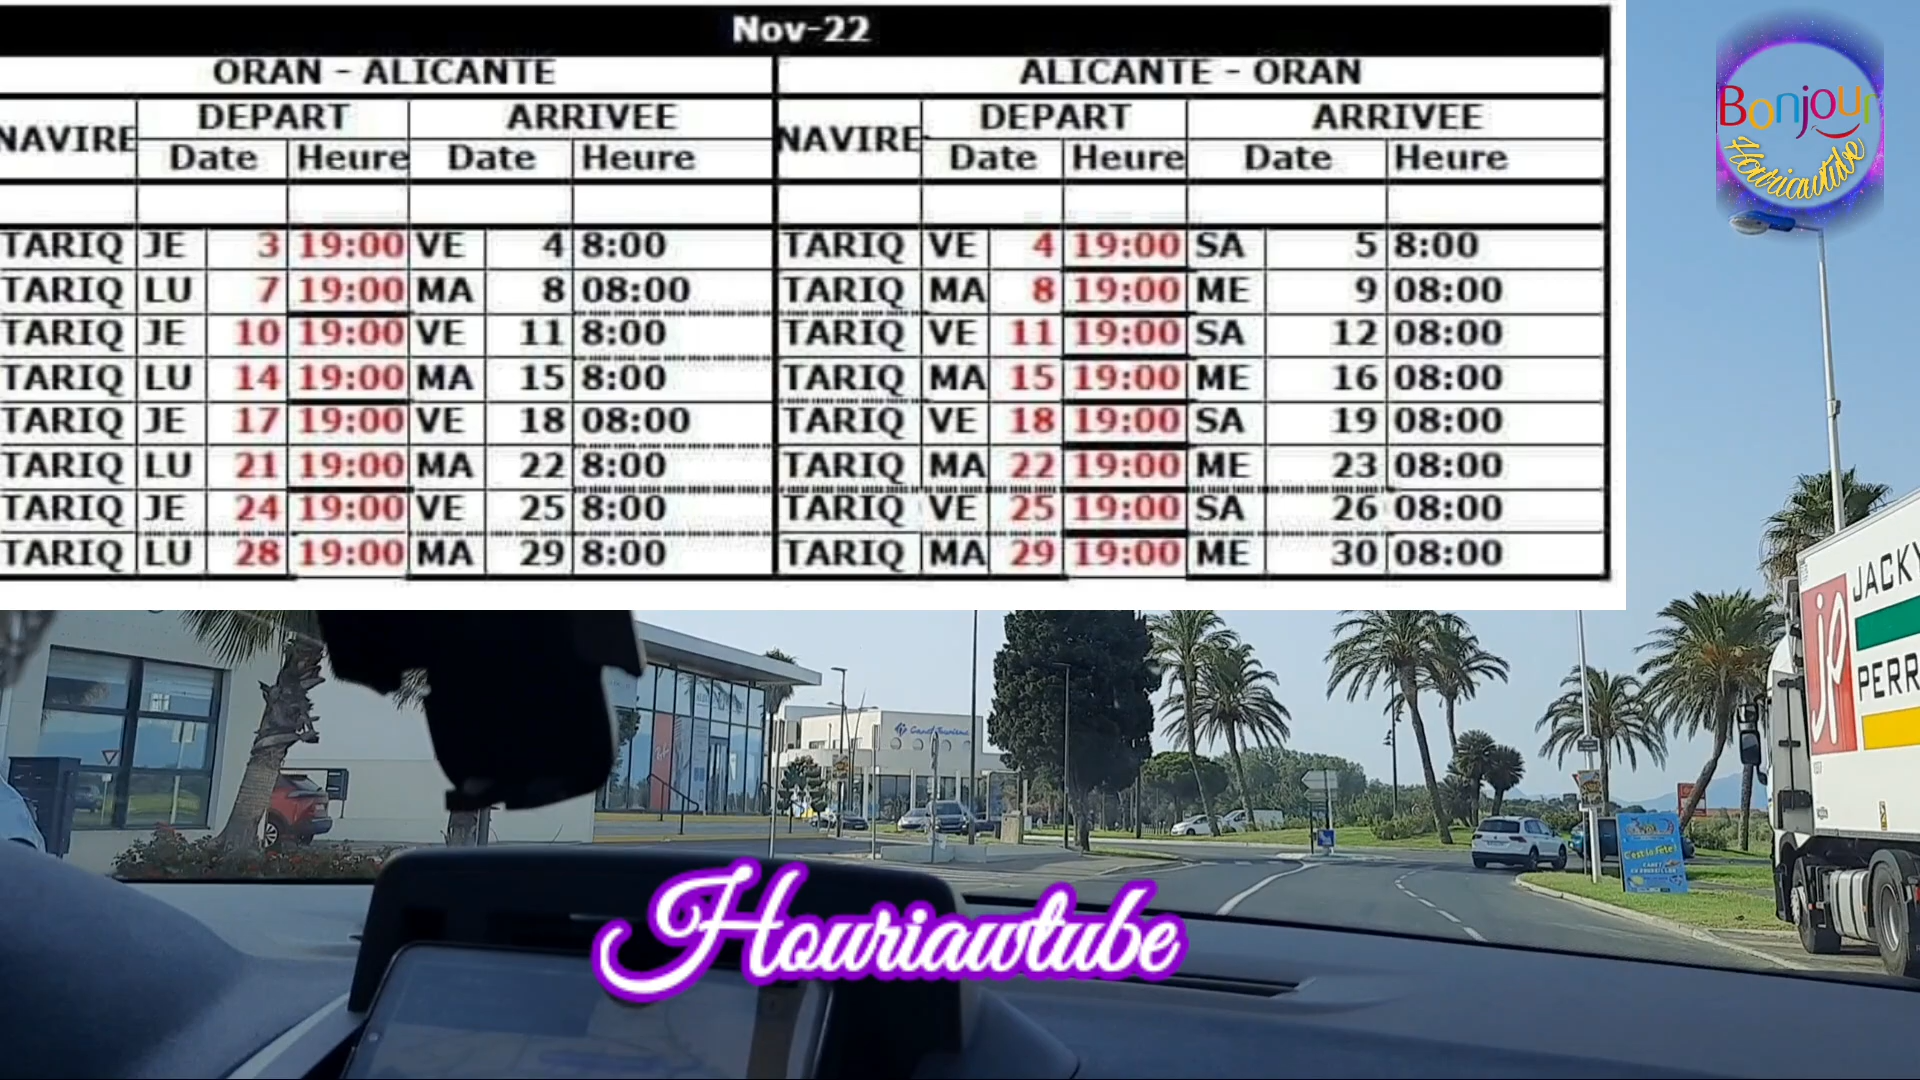 Nov-22
ORAN - ALICANTE ALICANTE - ORAN
NAVIRE DEPART ARRIVEE NAVIRE DEPART ARRIVEE
Date Heure Date Heure Date Heure Date Heure
TARIQ JE 3 19:00 VE 4 8:00 TARIQ VE 4 19:00 SA 5 8:00
TARIQ LU 7 19:00 MA 8 08:00 TARIQ MA 8 19:00 ME 9 08:00
TARIQ JE 10 19:00 VE 11 8:00 TARIQ VE 11 19:00 SA 12 08:00
TARIQ LU 14 19:00 MA 15 8:00 TARIQ MA 15 19:00 ME 16 08:00
TARIQ JE 17 19:00 VE 18 08:00 TARIQ VE 18 19:00 SA 19 08:00
TARIQ LU 21 19:00 MA 22 8:00 TARIQ MA 22 19:00 ME 23 08:00
TARIQ JE 24 19:00 VE 25 8:00 TARIQ VE 25 19:00 SA 26 08:00
TARIQ LU 28 19:00 MA 29 8:00 TARIQ MA 29 19:00 ME 30 08:00
Bonjour
Houriawtube
JACKY
jp
PERR
Canet Tourisme
C'est la fête!
Houriawtube